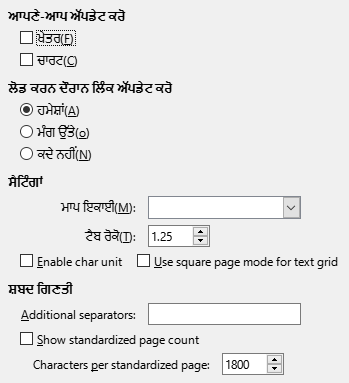 ਆਪਣੇ-ਆਪ ਅੱਪਡੇਟ ਕਰੋ
ਖੇਤਰ(F)
ਚਾਰਟ(C)
ਲੋਡ ਕਰਨ ਦੌਰਾਨ ਲਿੰਕ ਅੱਪਡੇਟ ਕਰੋ
ਹਮੇਸ਼ਾਂ(A)
ਮੰਗ ਉੱਤੇ(o)
ਕਦੇ ਨਹੀਂ(N)
ਸੈਟਿੰਗਾਂ
ਮਾਪ ਇਕਾਈ(M):
ਟੈਬ ਰੋਕੋ(T): 1.25
Enable char unit Use square page mode for text grid
ਸ਼ਬਦ ਗਿਣਤੀ
Additional separators:
Show standardized page count
Characters per standardized page: 1800